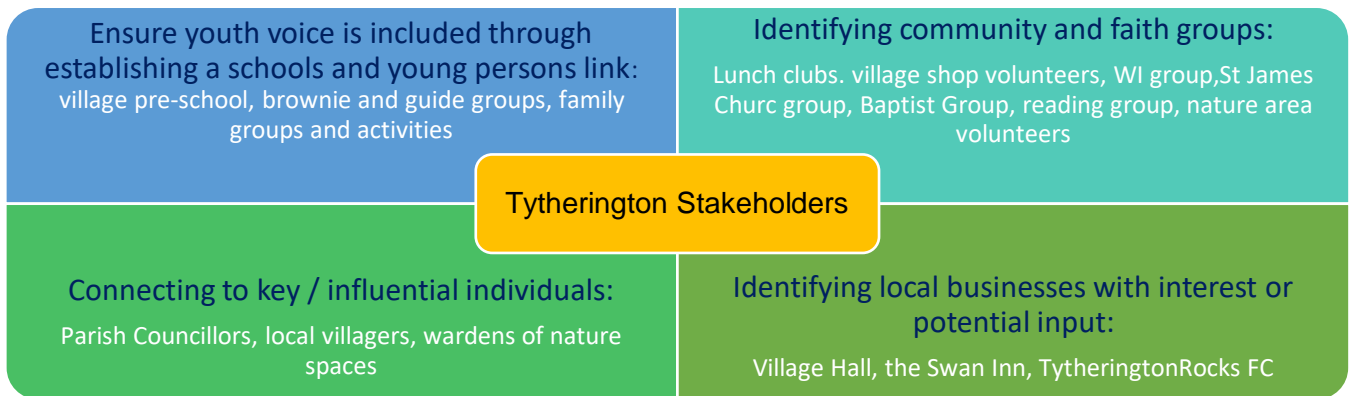 Ensure youth voice is included through
establishing a schools and young persons link:
village pre-school, brownie and guide groups, family
groups and activities
Identifying community and faith groups:
Lunch clubs. village shop volunteers, WI group,St James
Churc group, Baptist Group, reading group, nature area
volunteers
Tytherington Stakeholders
Connecting to key / influential individuals:
Parish Councillors, local villagers, wardens of nature
spaces
Identifying local businesses with interest or
potential input:
Village Hall, the Swan Inn, TytheringtonRocks FC